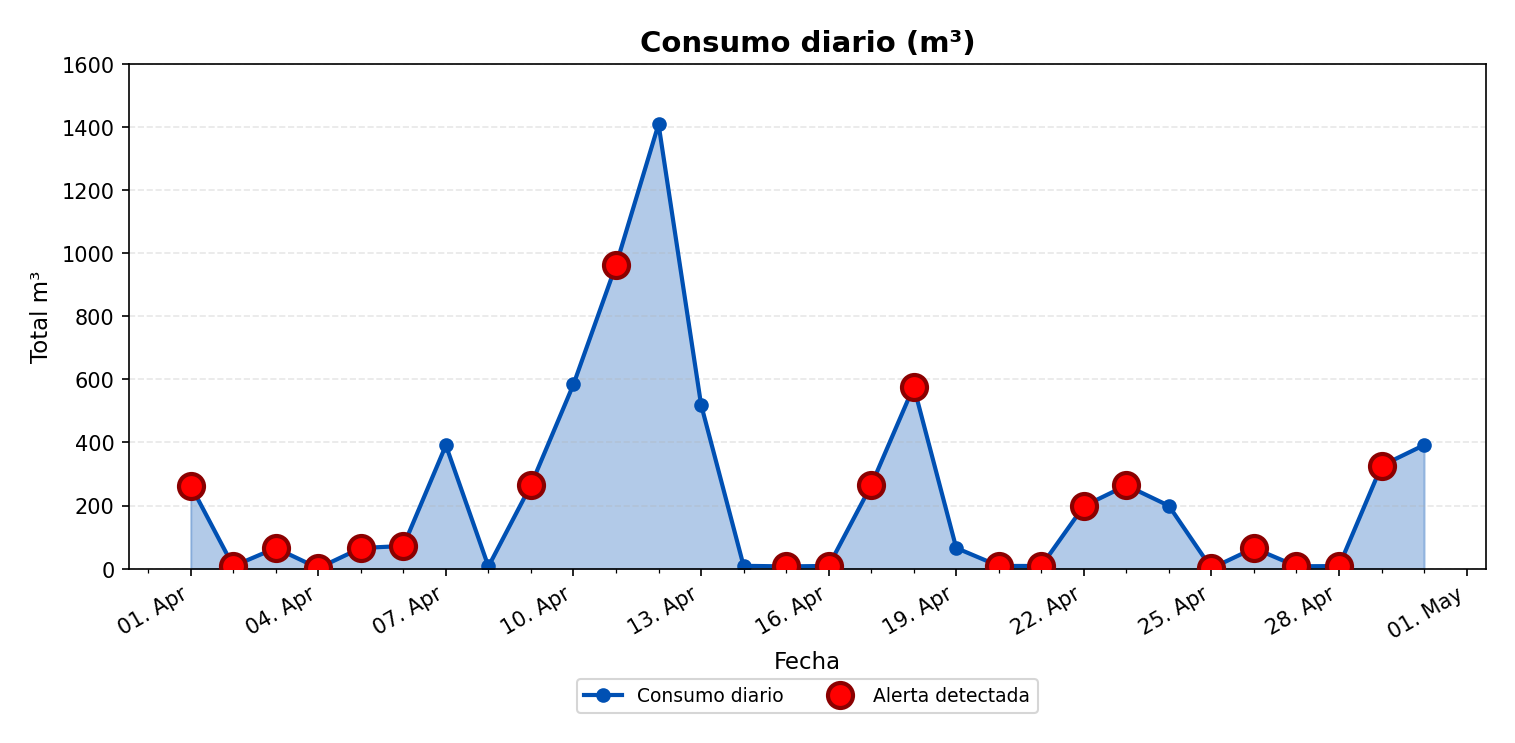 Consumo diario (m³)
1600
1400
1200
1000
800
600
400
200
0
Total m³
01. Apr
04. Apr
07. Apr
10. Apr
13. Apr
16. Apr
19. Apr
22. Apr
25. Apr
28. Apr
01. May
Fecha
Consumo diario
Alerta detectada